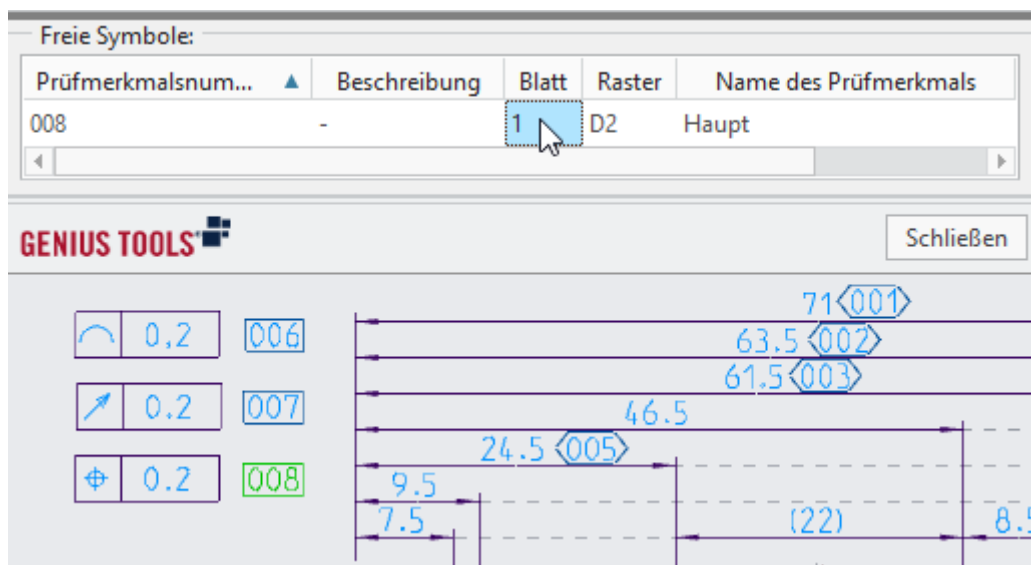 Freie Symbole:
Prüfmerkmalsnum... Beschreibung Blatt Raster Name des Prüfmerkmals
008 - 1 D2 Haupt
GENIUS TOOLS Schließen
71 001
0,2 006
63.5 002
61.5 003
0.2 007
46.5
24.5 005
0.2 008
9.5
7.5 (22) 8.5